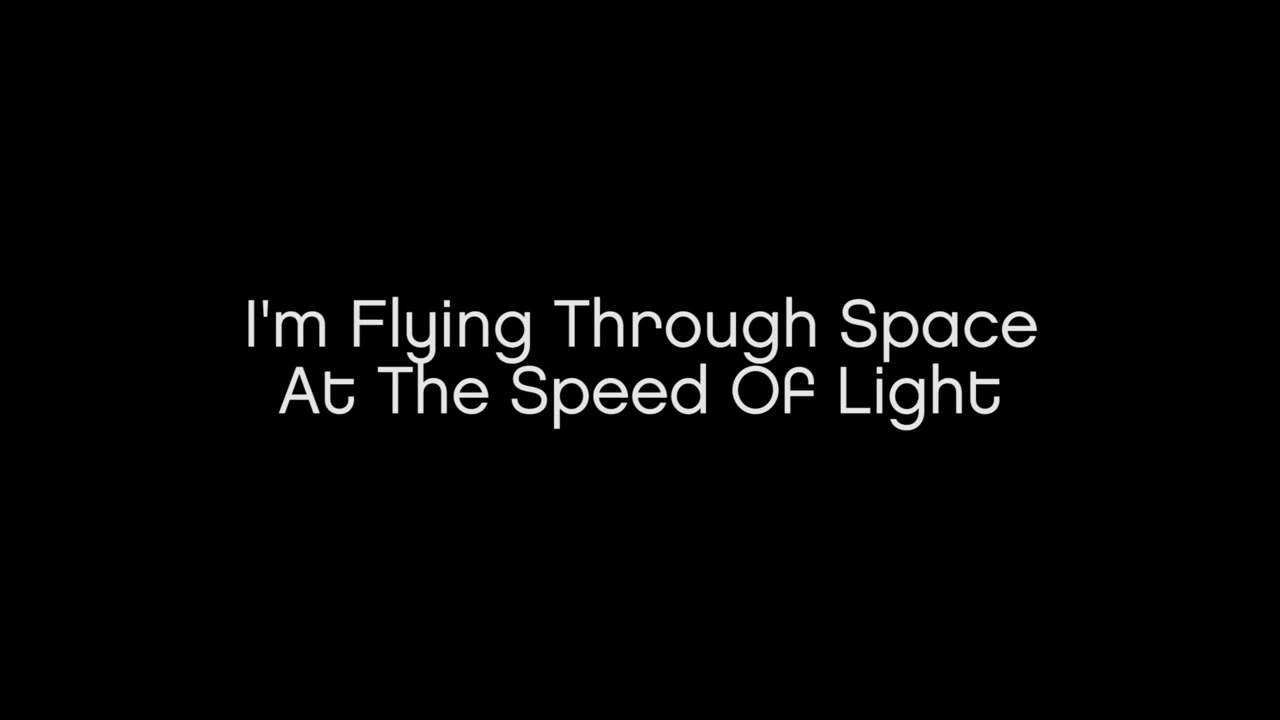 I'm Flying Through Space
At The Speed Of Light